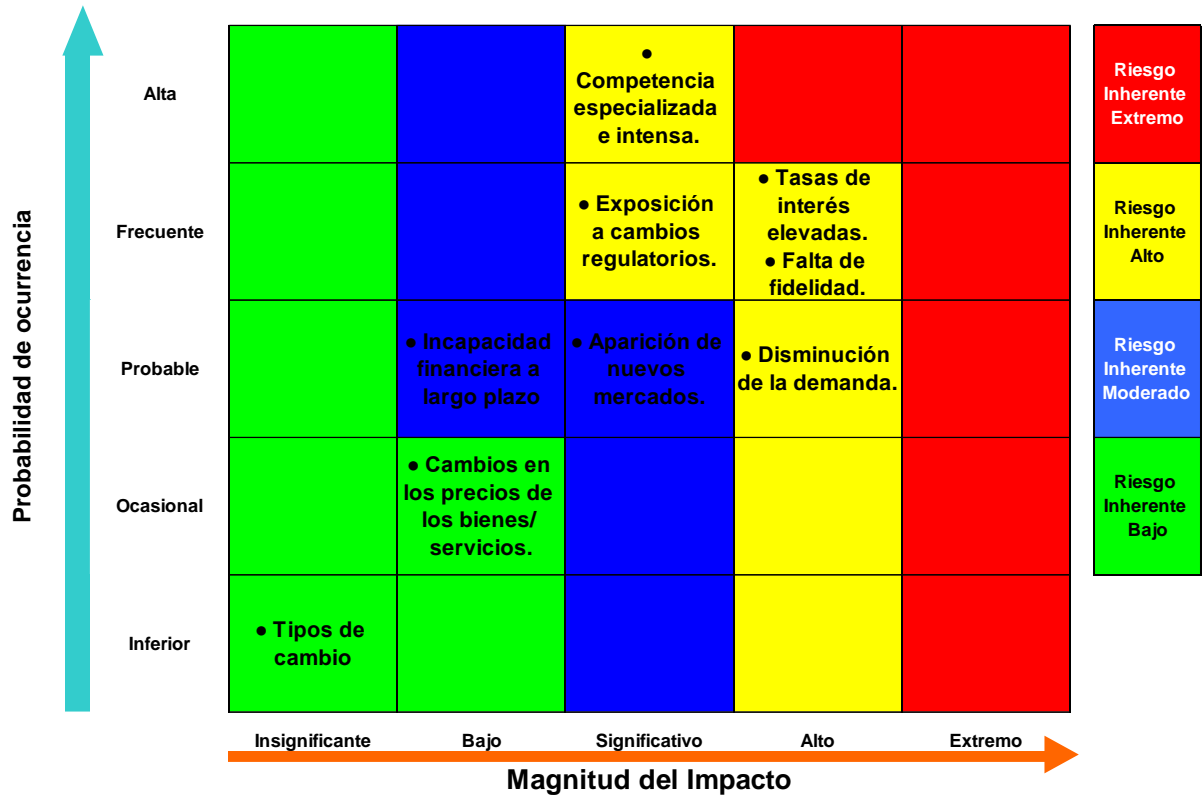 Probabilidad de ocurrencia
Alta
●
Competencia
especializada
e intensa.
Riesgo
Inherente
Extremo
Frecuente
● Exposición
a cambios
regulatorios.
● Tasas de
interés
elevadas.
● Falta de
fidelidad.
Riesgo
Inherente
Alto
Probable
● Incapacidad
financiera a
largo plazo
● Aparición de
nuevos
mercados.
● Disminución
de la demanda.
Riesgo
Inherente
Moderado
Ocasional
● Cambios en
los precios de
los bienes/
servicios.
Riesgo
Inherente
Bajo
Inferior
● Tipos de
cambio
Insignificante
Bajo
Significativo
Alto
Extremo
Magnitud del Impacto